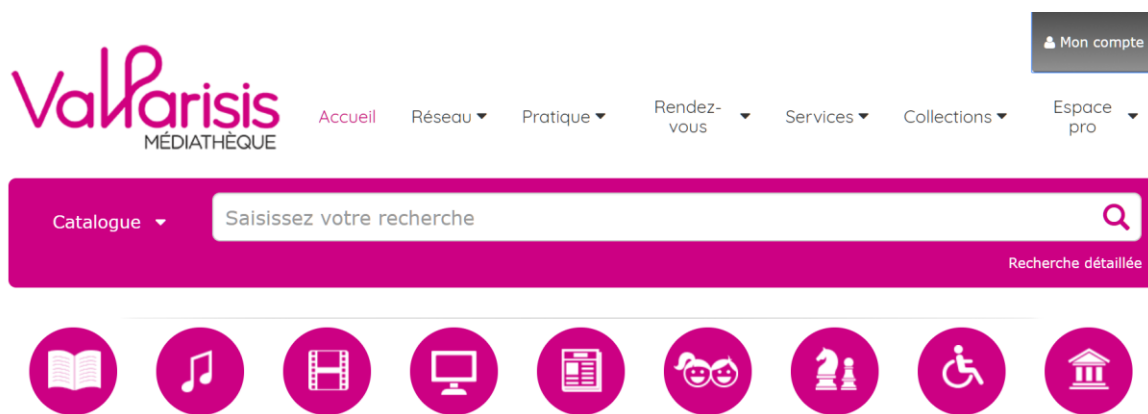 Mon compte
ValParisis
MÉDIATHÈQUE
Accueil Réseau Pratique Rendez-vous Services Collections Espace pro
Catalogue Saisissez votre recherche
Recherche détaillée